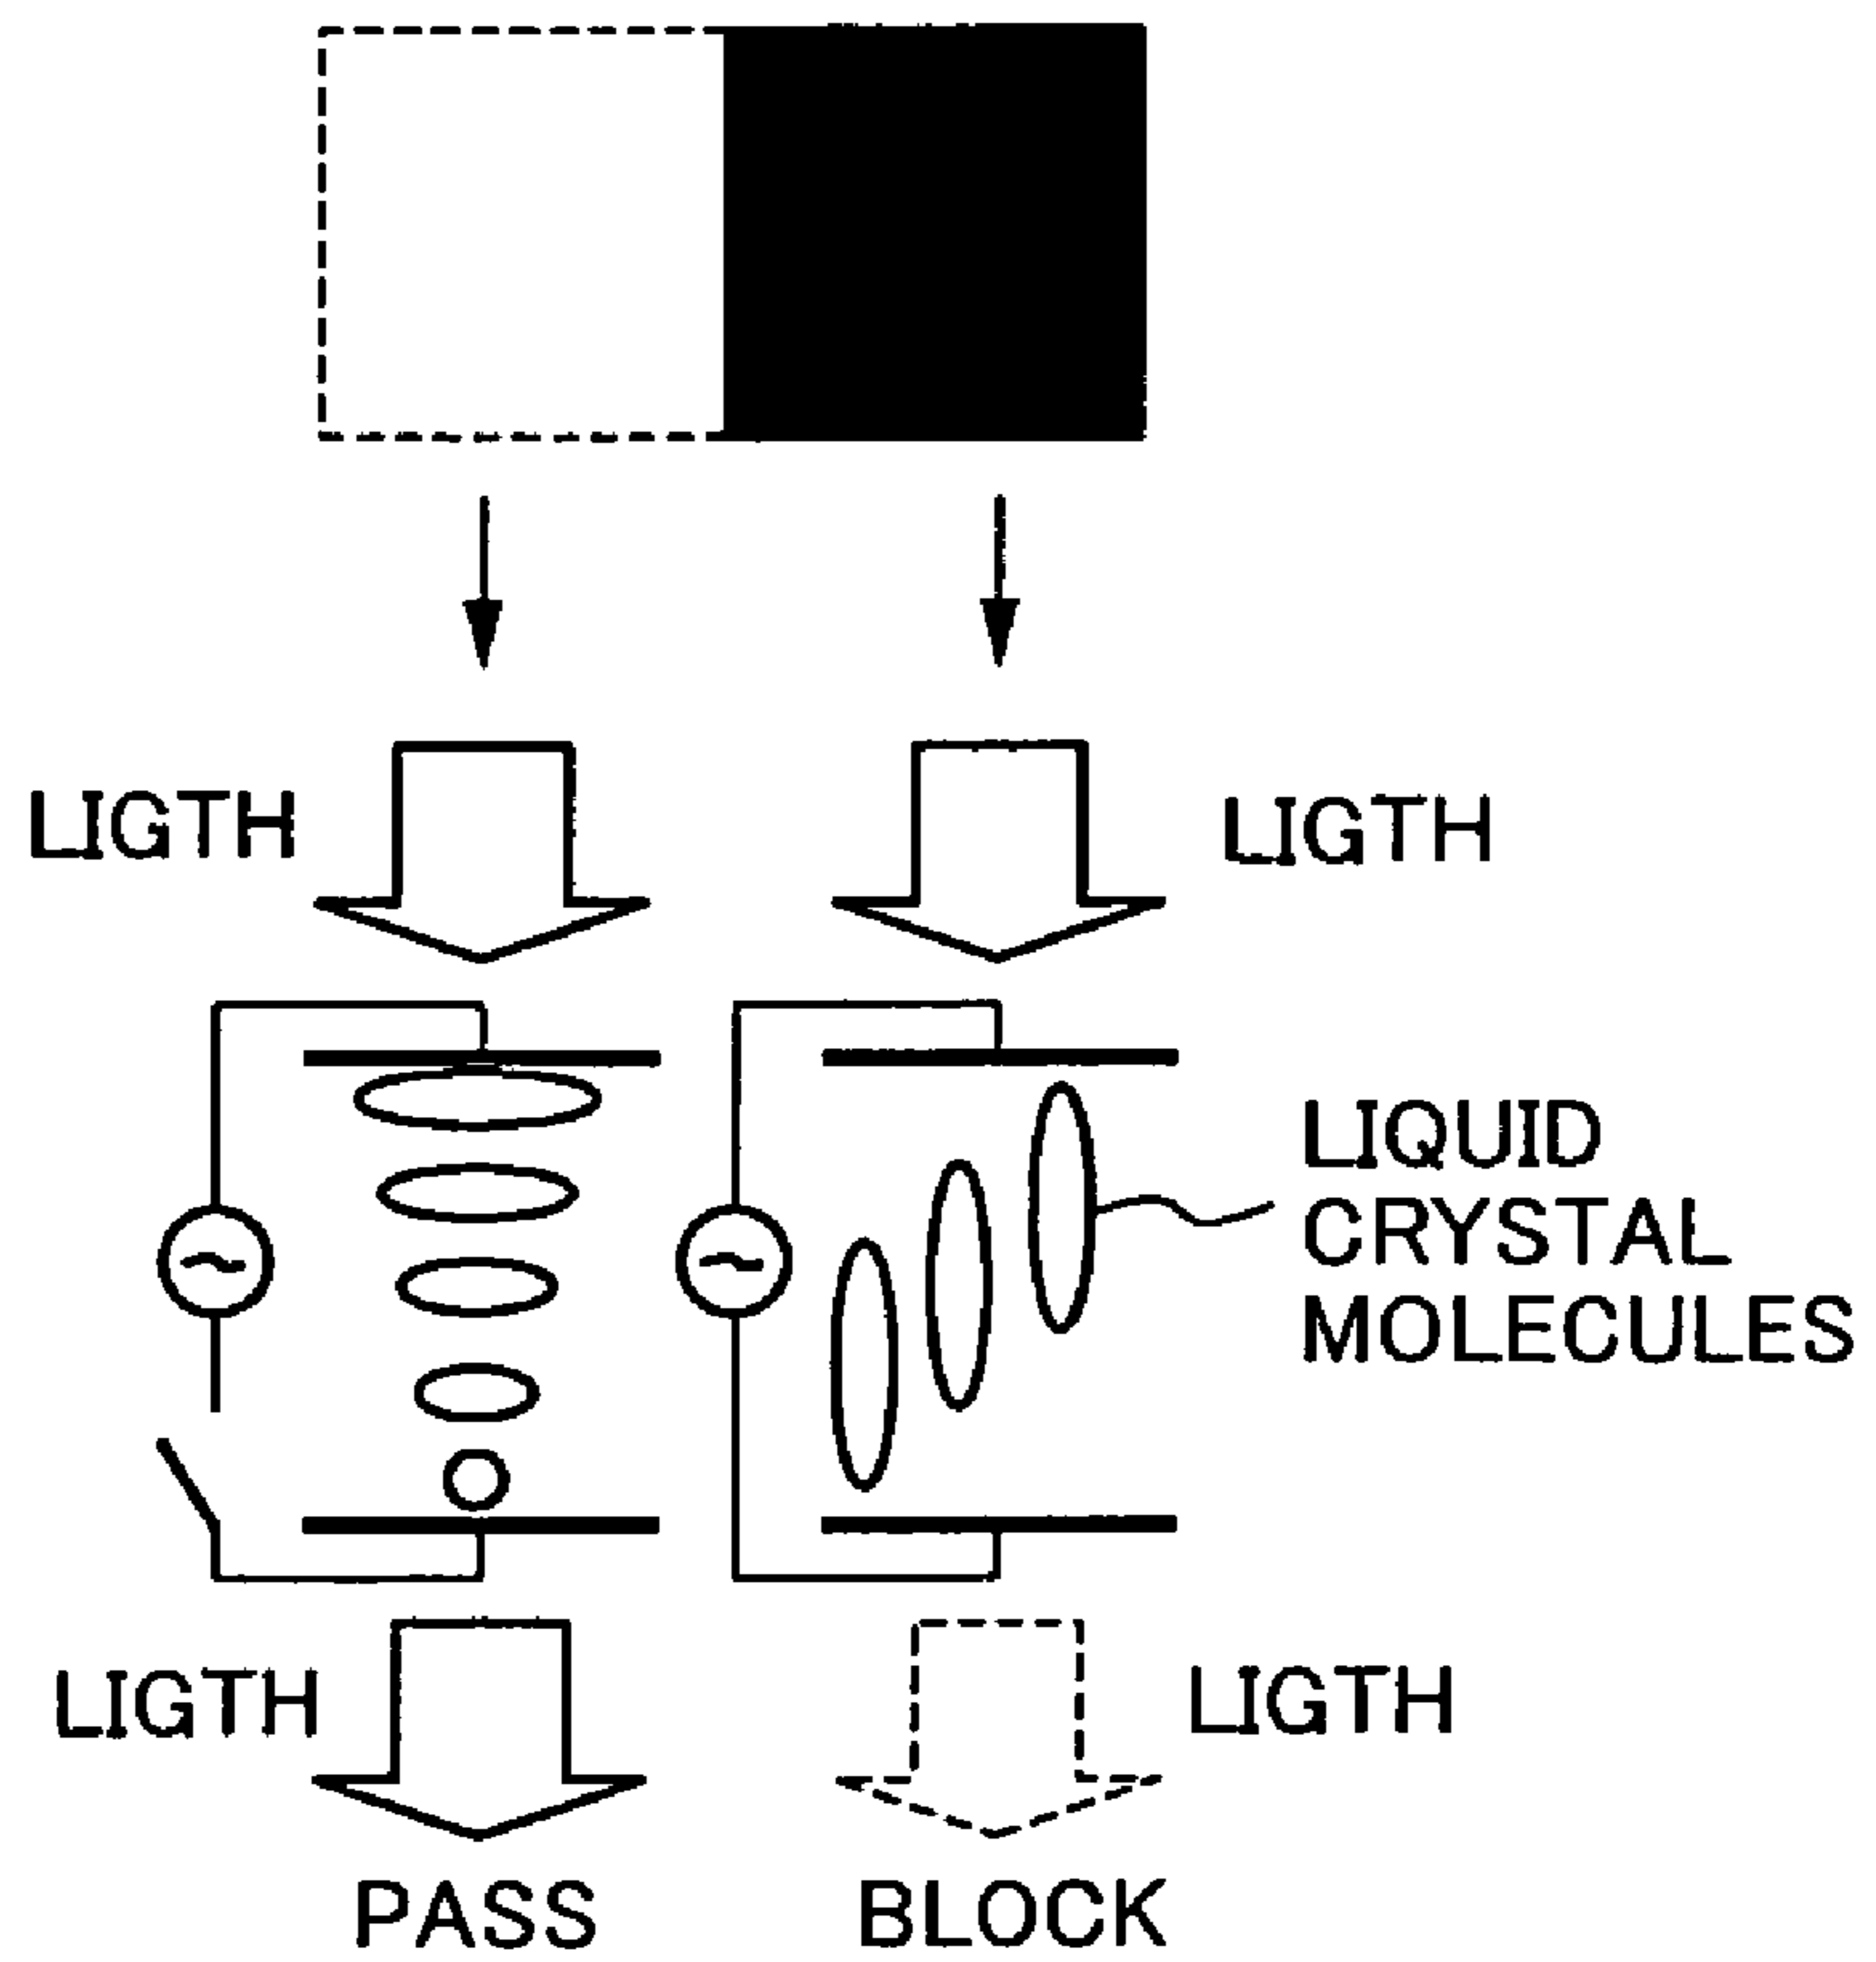 LIGTH
LIGTH
LIQUID
CRYSTAL
MOLECULES
LIGTH
LIGTH
PASS
BLOCK